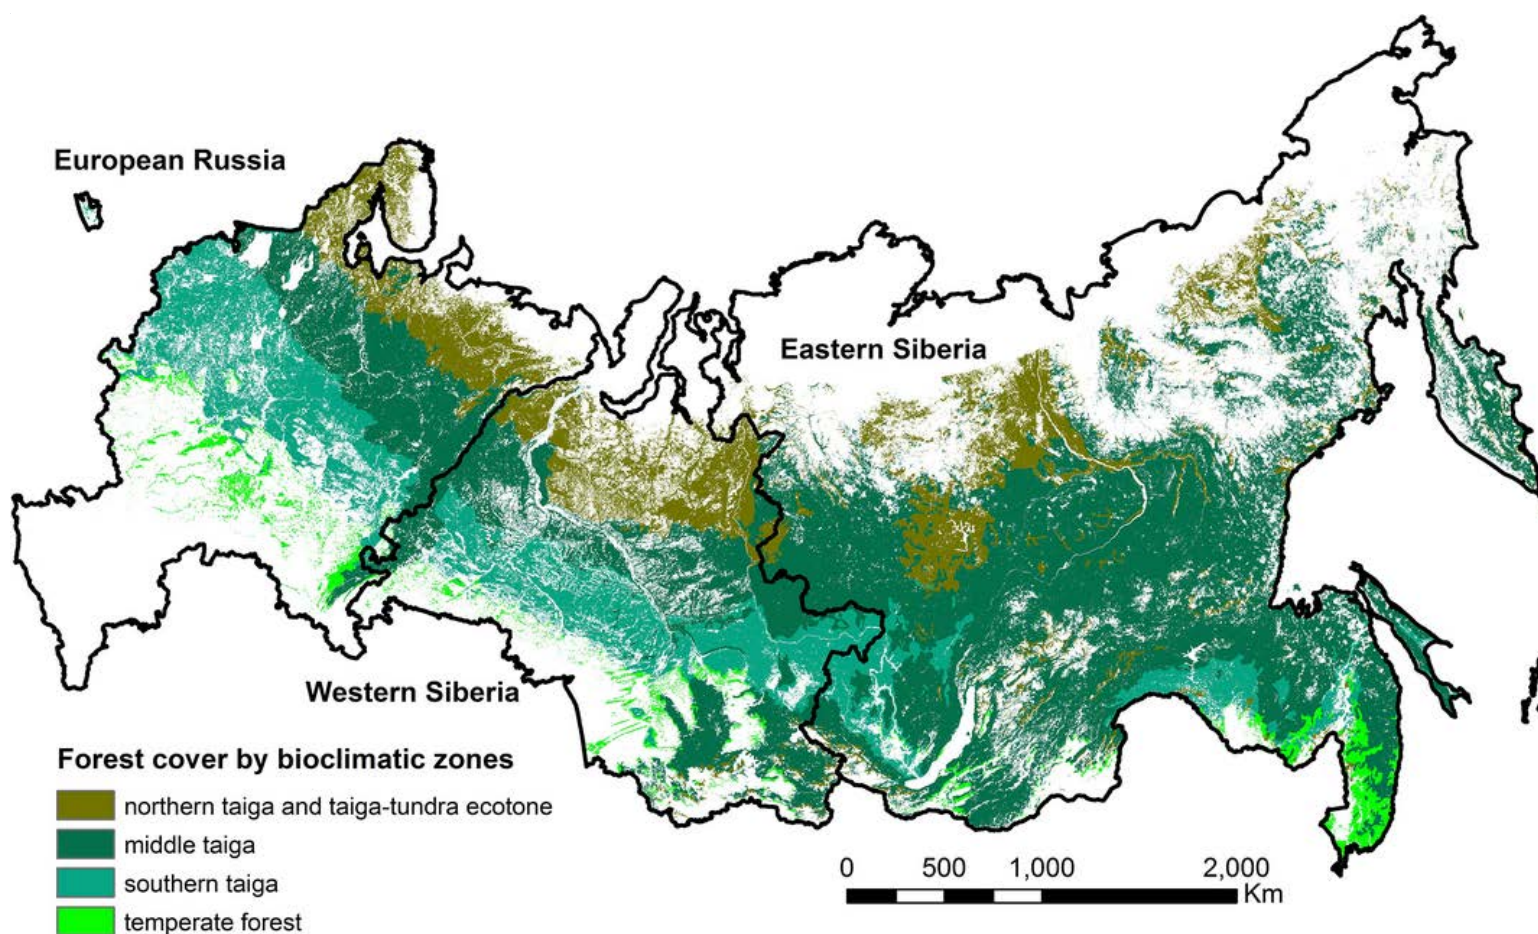 European Russia
Eastern Siberia
Western Siberia
Forest cover by bioclimatic zones
northern taiga and taiga-tundra ecotone
middle taiga
southern taiga
temperate forest
0 500 1,000 2,000
Km